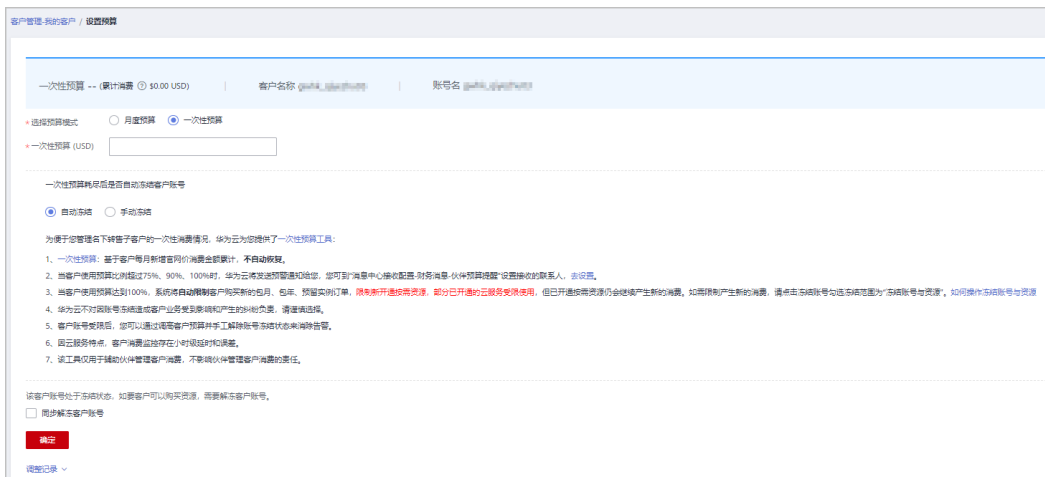 客户管理-我的客户 / 设置预算
一次性预算 -- (累计消费 ? $0.00 USD) | 客户名称 | 账号名
* 选择预算模式 月度预算 一次性预算
* 一次性预算 (USD)
一次性预算耗尽后是否自动冻结客户账号
自动冻结 手动冻结
为便于您管理名下转售子客户的一次性消费情况，华为云为您提供了一次性预算工具：
1、一次性预算：基于客户每月新增官网价消费金额累计，不自动恢复。
2、当客户使用预算比例超过75%、90%、100%时，华为云将发送预警通知给您，您可到“消息中心接收配置-财务消息-伙伴预算提醒”设置接收的联系人，去设置。
3、当客户使用预算达到100%，系统将自动限制客户购买新的包月、包年、预留实例订单，限制新开通按需资源，部分已开通的云服务受限使用，但已开通按需资源仍会继续产生新的消费。如需限制产生新的消费，请点击冻结账号勾选冻结范围为“冻结账号与资源”。如何操作冻结账号与资源
4、华为云不对因账号冻结造成客户业务受到影响和产生的纠纷负责，请谨慎选择。
5、客户账号受限后，您可以通过调高客户预算并手工解除账号冻结状态来消除告警。
6、因云服务特点，客户消费监控存在小时级延时和误差。
7、该工具仅用于辅助伙伴管理客户消费，不影响伙伴管理客户消费的责任。
该客户账号处于冻结状态，如要客户可以购买资源，需要解冻客户账号。
同步解冻客户账号
确定
调整记录